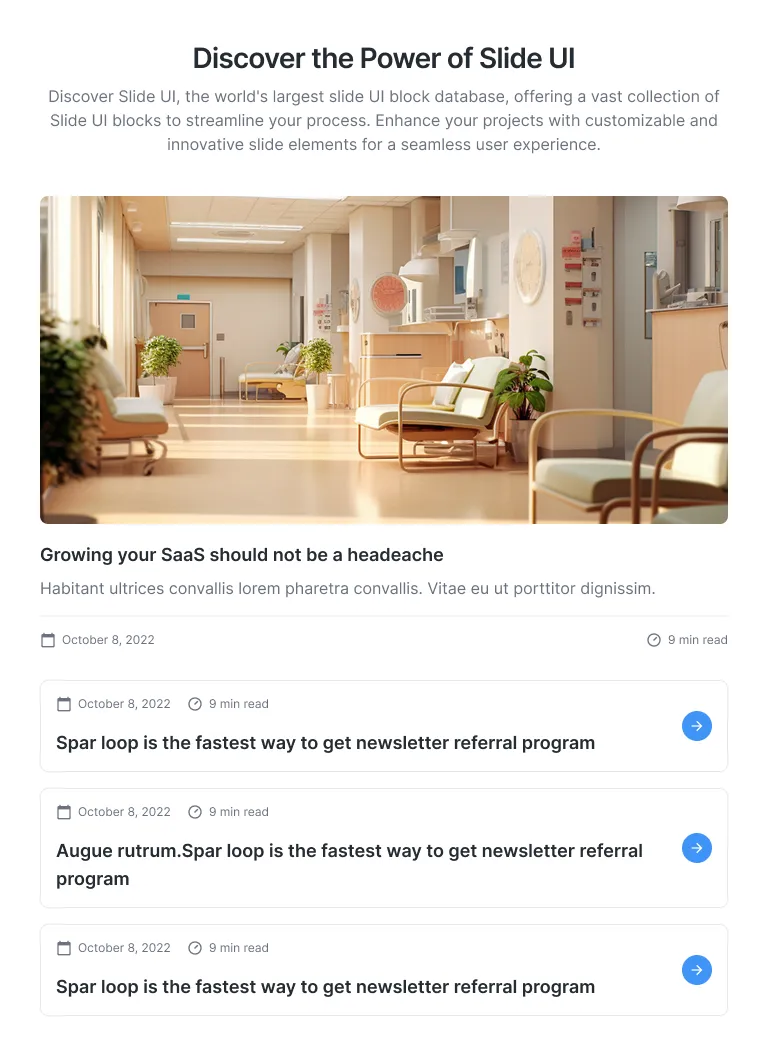 Discover the Power of Slide UI
Discover Slide UI, the world's largest slide UI block database, offering a vast collection of
Slide UI blocks to streamline your process. Enhance your projects with customizable and
innovative slide elements for a seamless user experience.
Growing your SaaS should not be a headeache
Habitant ultrices convallis lorem pharetra convallis. Vitae eu ut porttitor dignissim.
October 8, 2022
9 min read
October 8, 2022
9 min read
Spar loop is the fastest way to get newsletter referral program
October 8, 2022
9 min read
Augue rutrum.Spar loop is the fastest way to get newsletter referral
program
October 8, 2022
9 min read
Spar loop is the fastest way to get newsletter referral program